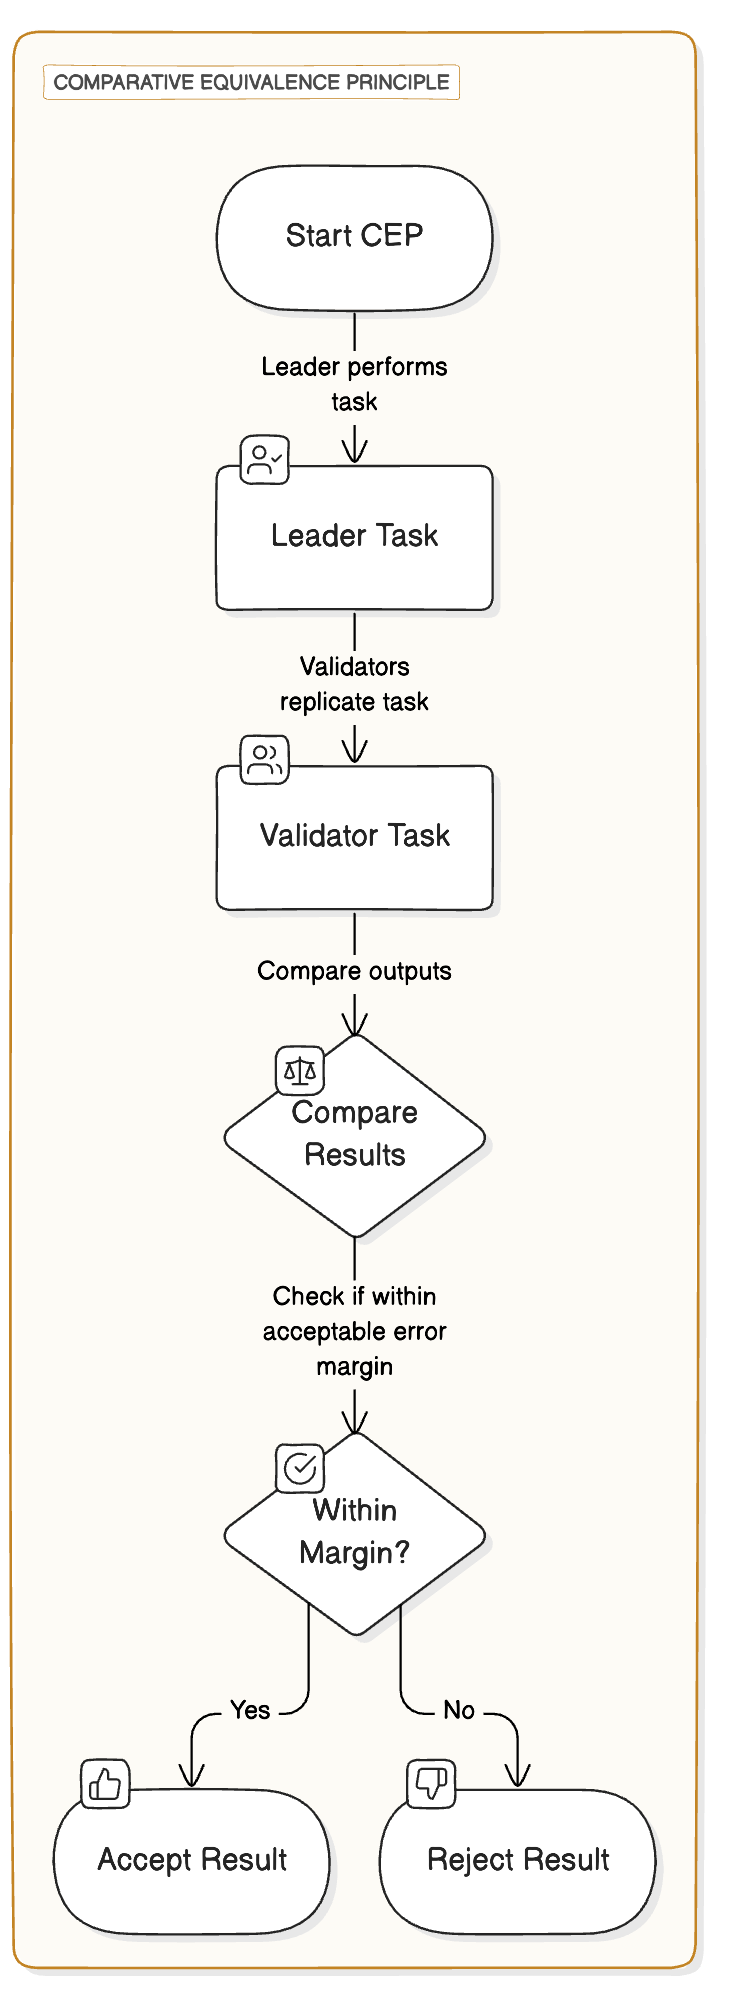 COMPARATIVE EQUIVALENCE PRINCIPLE
Start CEP
Leader performs
task
Leader Task
Validators
replicate task
Validator Task
Compare outputs
Compare
Results
Check if within
acceptable error
margin
Within
Margin?
Yes
No
Accept Result
Reject Result